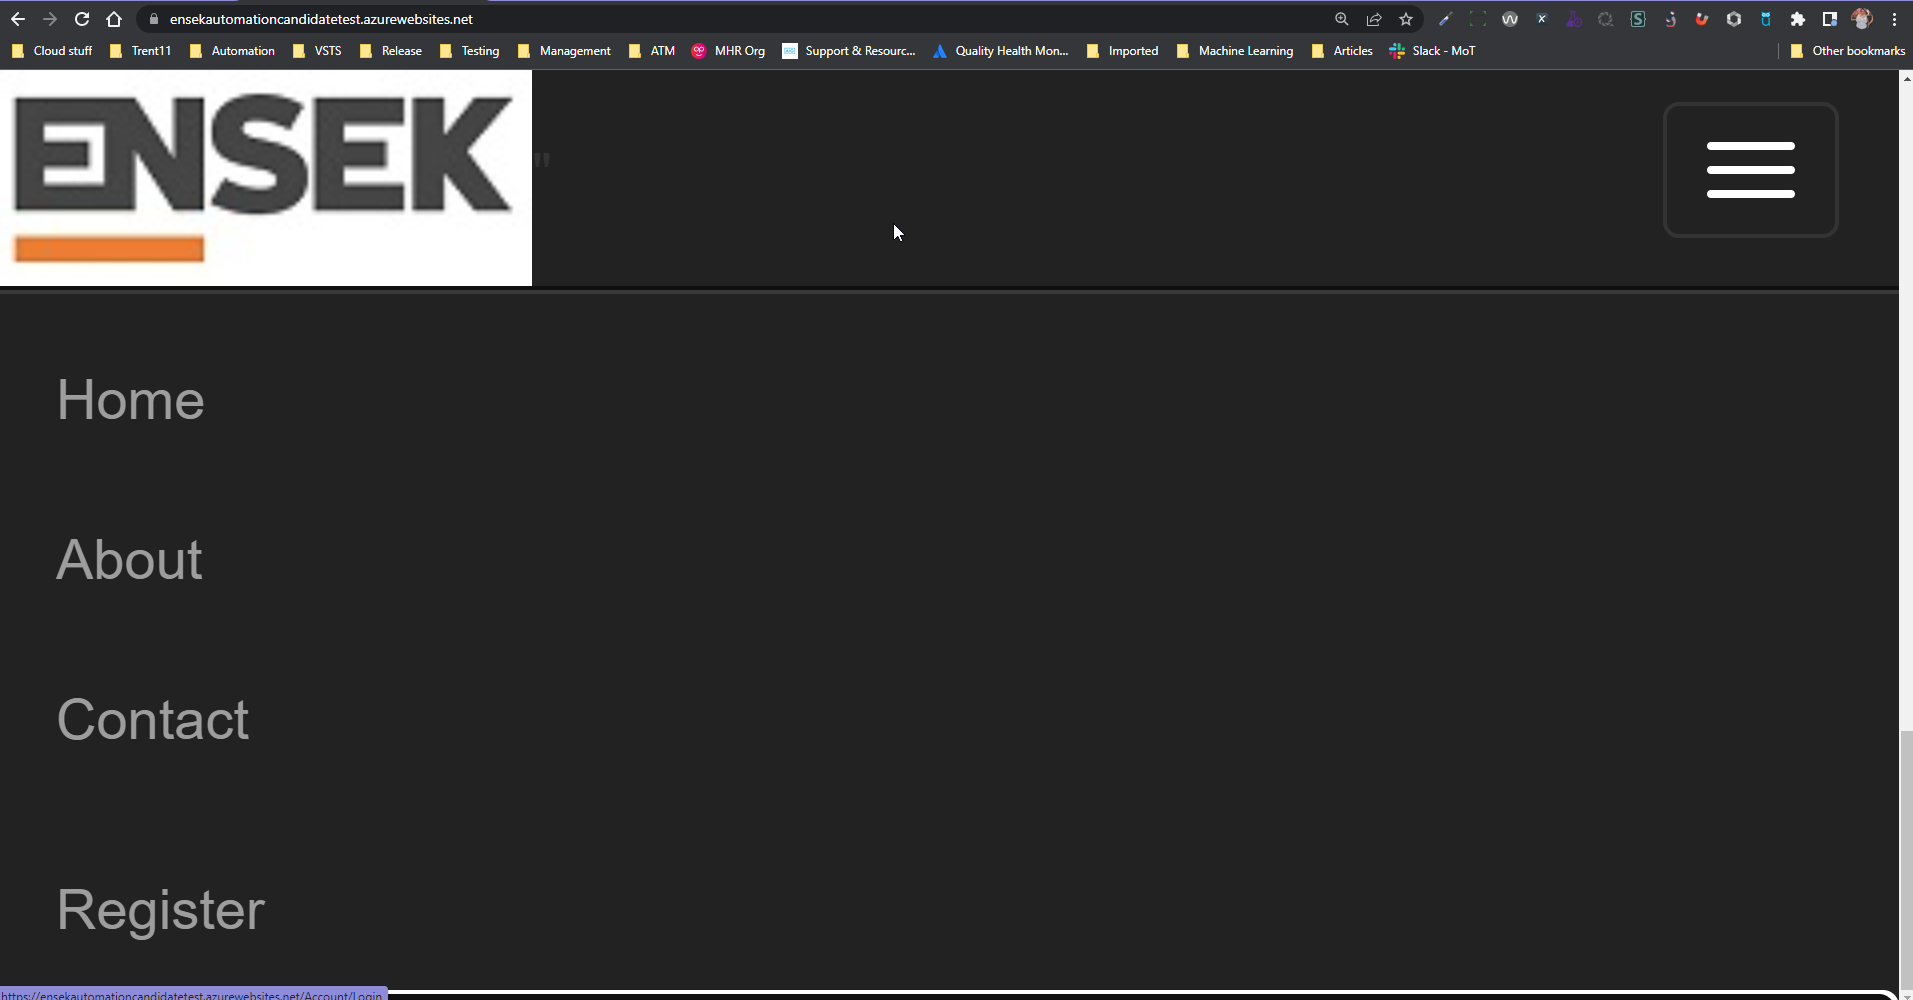 ensekautomationcandidatetest.azurewebsites.net
Cloud stuff Trent11 Automation VSTS Release Testing Management ATM MHR Org Support & Resourc... Quality Health Mon... Imported Machine Learning Articles Slack - MoT Other bookmarks
ENSEK "
Home
About
Contact
Register
https://ensekautomationcandidatetest.azurewebsites.net/Account/Login